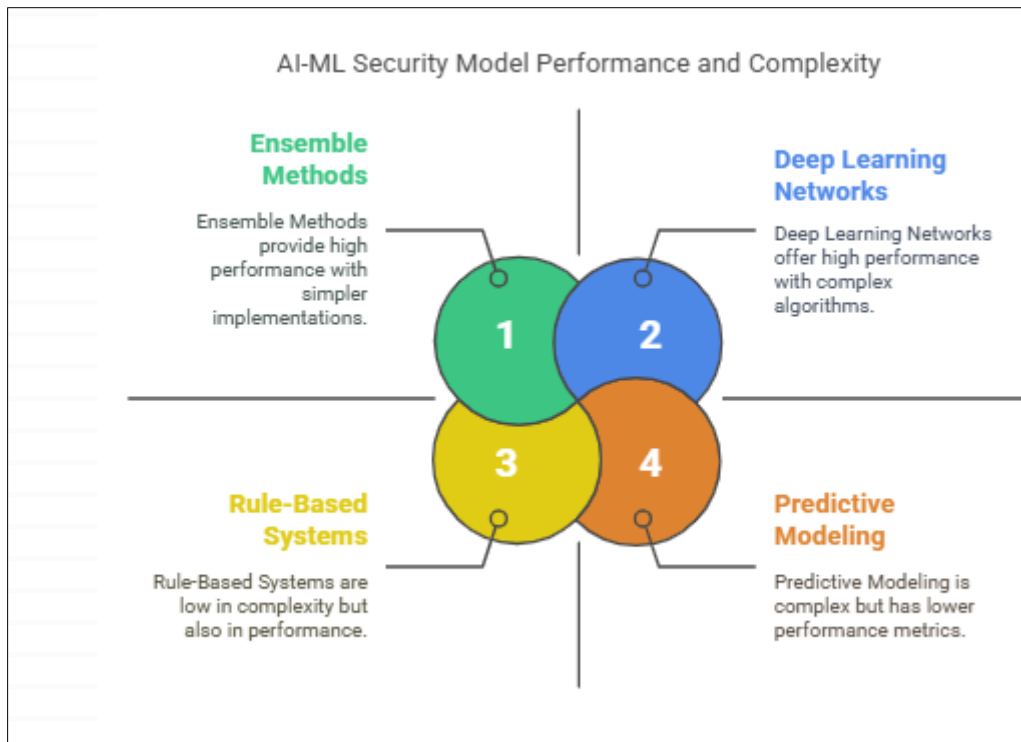 AI-ML Security Model Performance and Complexity
Ensemble
Methods
Ensemble Methods
provide high
performance with
simpler
implementations.
Deep Learning
Networks
Deep Learning Networks
offer high performance
with complex
algorithms.
1
2
3
4
Rule-Based
Systems
Rule-Based Systems are
low in complexity but
also in performance.
Predictive
Modeling
Predictive Modeling is
complex but has lower
performance metrics.